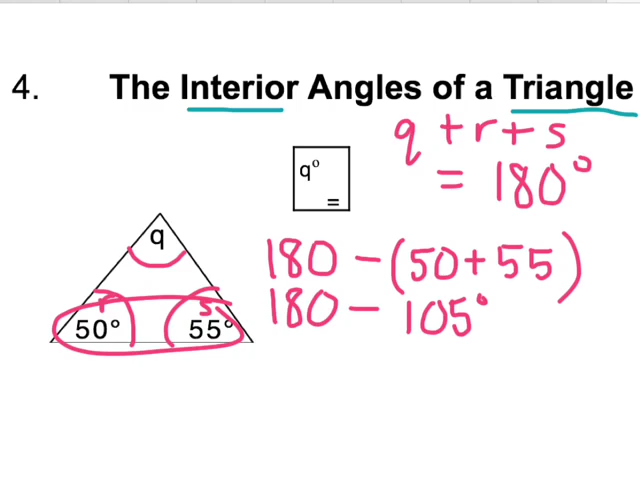 4. The Interior Angles of a Triangle
q + r + s
= 180°
q°
=
q
180 - (50 + 55)
180 - 105°
r
s
50°
55°